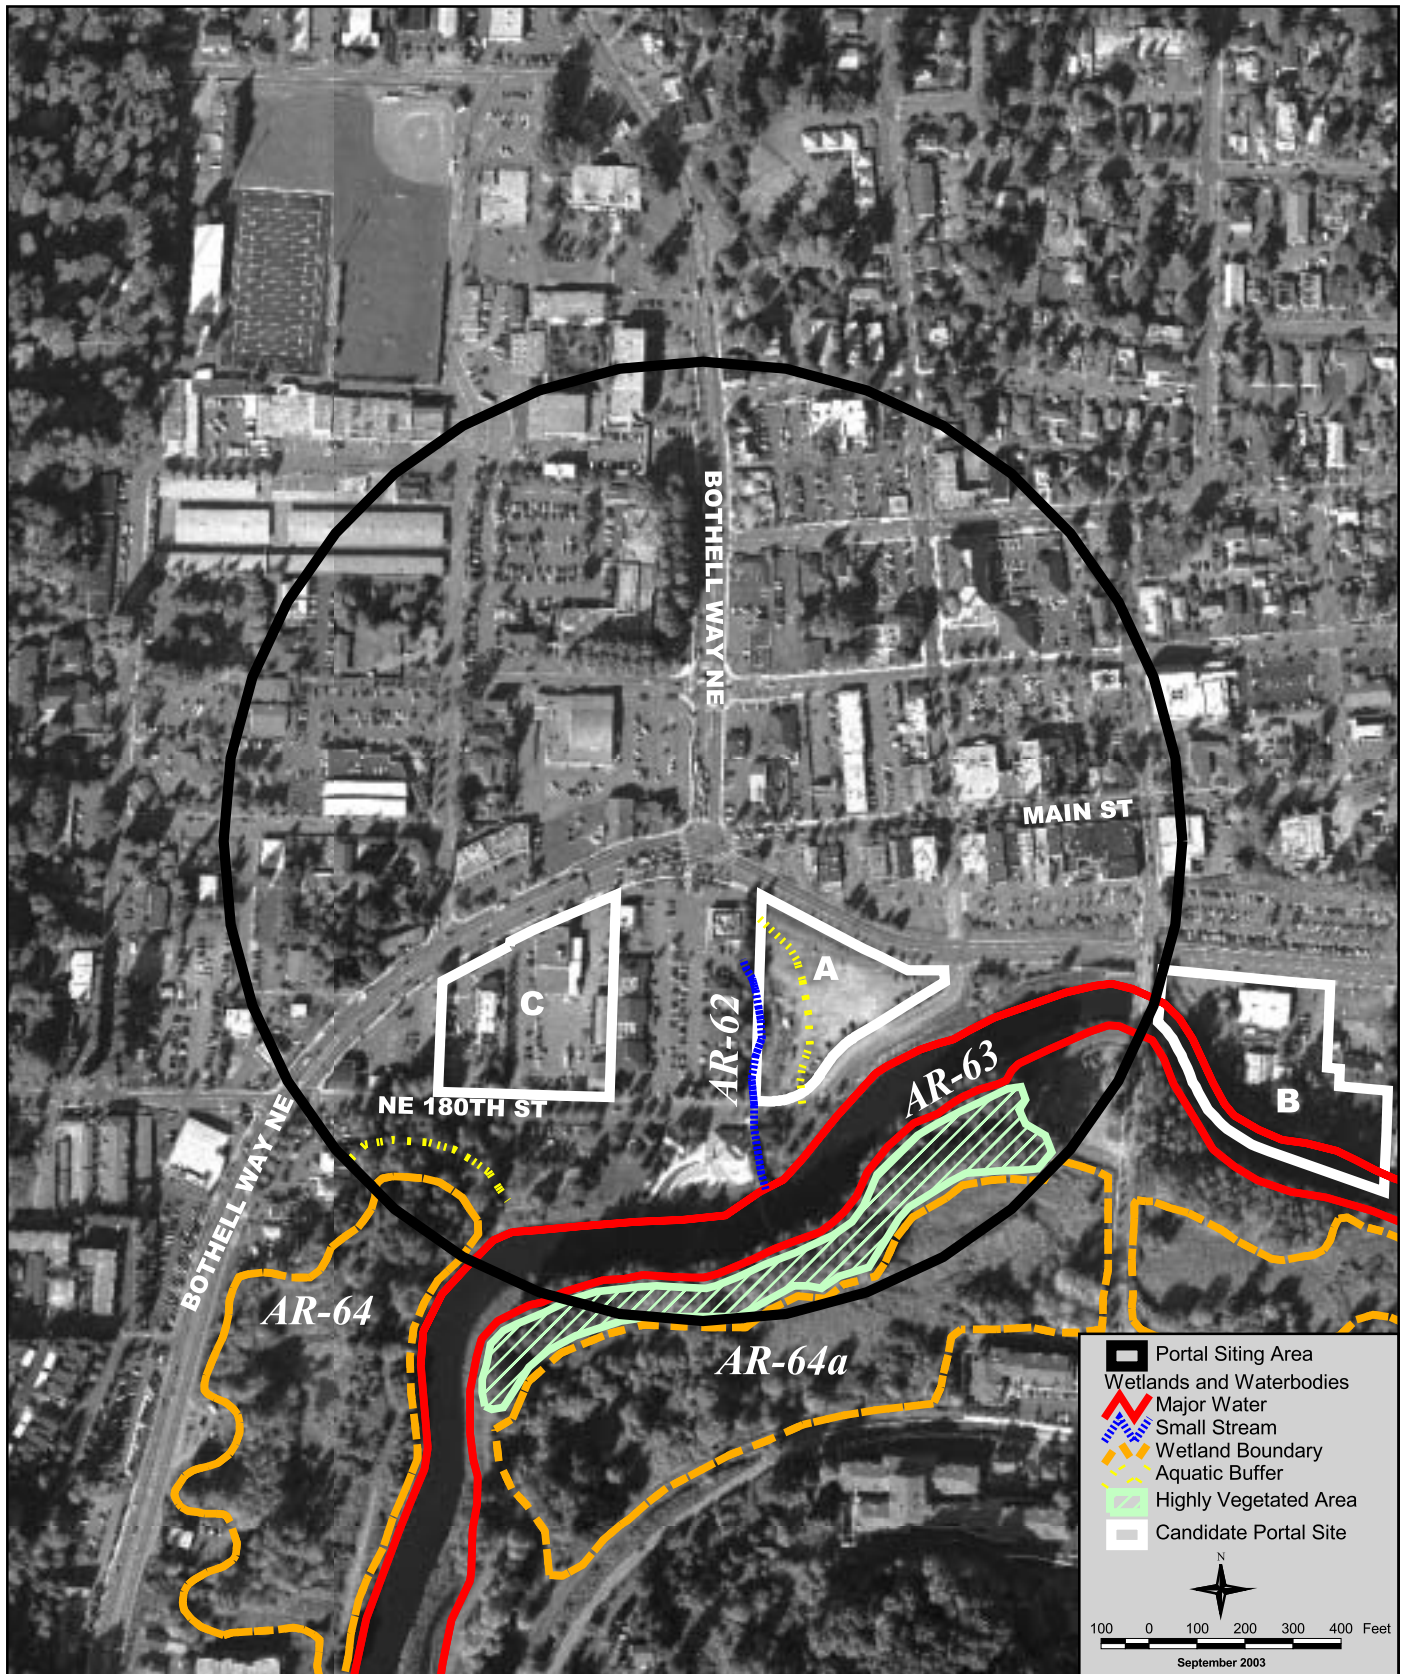 BOTHELL WAY NE
MAIN ST
A
C
AR-62
AR-63
B
NE 180TH ST
BOTHELL WAY NE
AR-64
AR-64a
Portal Siting Area
Wetlands and Waterbodies
Major Water
Small Stream
Wetland Boundary
Aquatic Buffer
Highly Vegetated Area
Candidate Portal Site
N
100 0 100 200 300 400 Feet
September 2003